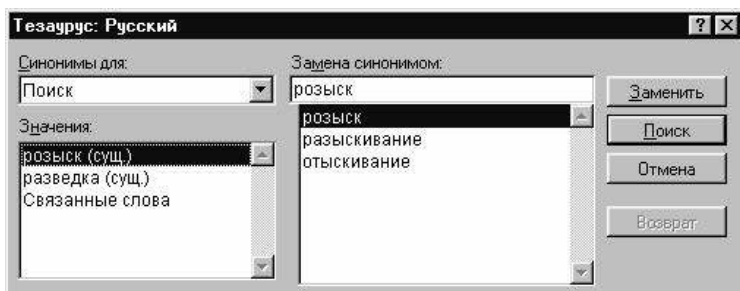 Тезаурус: Русский
Синонимы для:
Поиск
Значения:
розыск (сущ.)
разведка (сущ.)
Связанные слова
Замена синонимом:
розыск
розыск
разыскивание
отыскивание
Заменить
Поиск
Отмена
Возврат